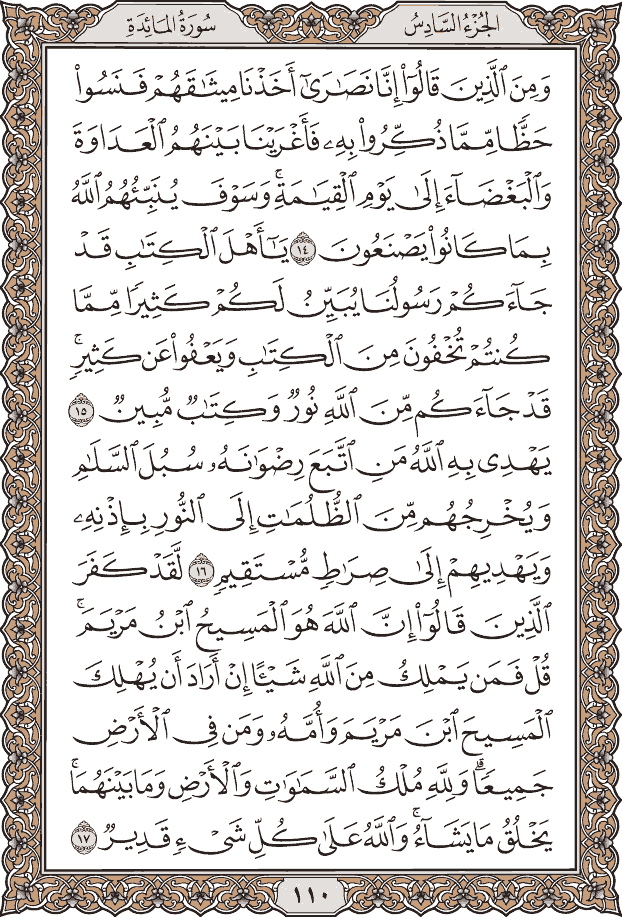 الجُزْءُ السَّادِسُ
سُورَةُ المَائِدَةِ
وَمِنَ ٱلَّذِينَ قَالُوٓا۟ إِنَّا نَصَٰرَىٰٓ أَخَذْنَا مِيثَٰقَهُمْ فَنَسُوا۟
حَظًّا مِّمَّا ذُكِّرُوا۟ بِهِۦ فَأَغْرَيْنَا بَيْنَهُمُ ٱلْعَدَاوَةَ
وَٱلْبَغْضَآءَ إِلَىٰ يَوْمِ ٱلْقِيَٰمَةِ ۚ وَسَوْفَ يُنَبِّئُهُمُ ٱللَّهُ
بِمَا كَانُوا۟ يَصْنَعُونَ ١٤ يَٰٓأَهْلَ ٱلْكِتَٰبِ قَدْ
جَآءَكُمْ رَسُولُنَا يُبَيِّنُ لَكُمْ كَثِيرًا مِّمَّا
كُنتُمْ تُخْفُونَ مِنَ ٱلْكِتَٰبِ وَيَعْفُوا۟ عَن كَثِيرٍ ۚ
قَدْ جَآءَكُم مِّنَ ٱللَّهِ نُورٌ وَكِتَٰبٌ مُّبِينٌ ١٥
يَهْدِى بِهِ ٱللَّهُ مَنِ ٱتَّبَعَ رِضْوَٰنَهُۥ سُبُلَ ٱلسَّلَٰمِ
وَيُخْرِجُهُم مِّنَ ٱلظُّلُمَٰتِ إِلَى ٱلنُّورِ بِإِذْنِهِۦ
وَيَهْدِيهِمْ إِلَىٰ صِرَٰطٍ مُّسْتَقِيمٍ ١٦ لَّقَدْ كَفَرَ
ٱلَّذِينَ قَالُوٓا۟ إِنَّ ٱللَّهَ هُوَ ٱلْمَسِيحُ ٱبْنُ مَرْيَمَ ۚ
قُلْ فَمَن يَمْلِكُ مِنَ ٱللَّهِ شَيْـًٔا إِنْ أَرَادَ أَن يُهْلِكَ
ٱلْمَسِيحَ ٱبْنَ مَرْيَمَ وَأُمَّهُۥ وَمَن فِى ٱلْأَرْضِ
جَمِيعًا ۗ وَلِلَّهِ مُلْكُ ٱلسَّمَٰوَٰتِ وَٱلْأَرْضِ وَمَا بَيْنَهُمَا ۚ
يَخْلُقُ مَا يَشَآءُ ۚ وَٱللَّهُ عَلَىٰ كُلِّ شَىْءٍ قَدِيرٌ ١٧
١١٠